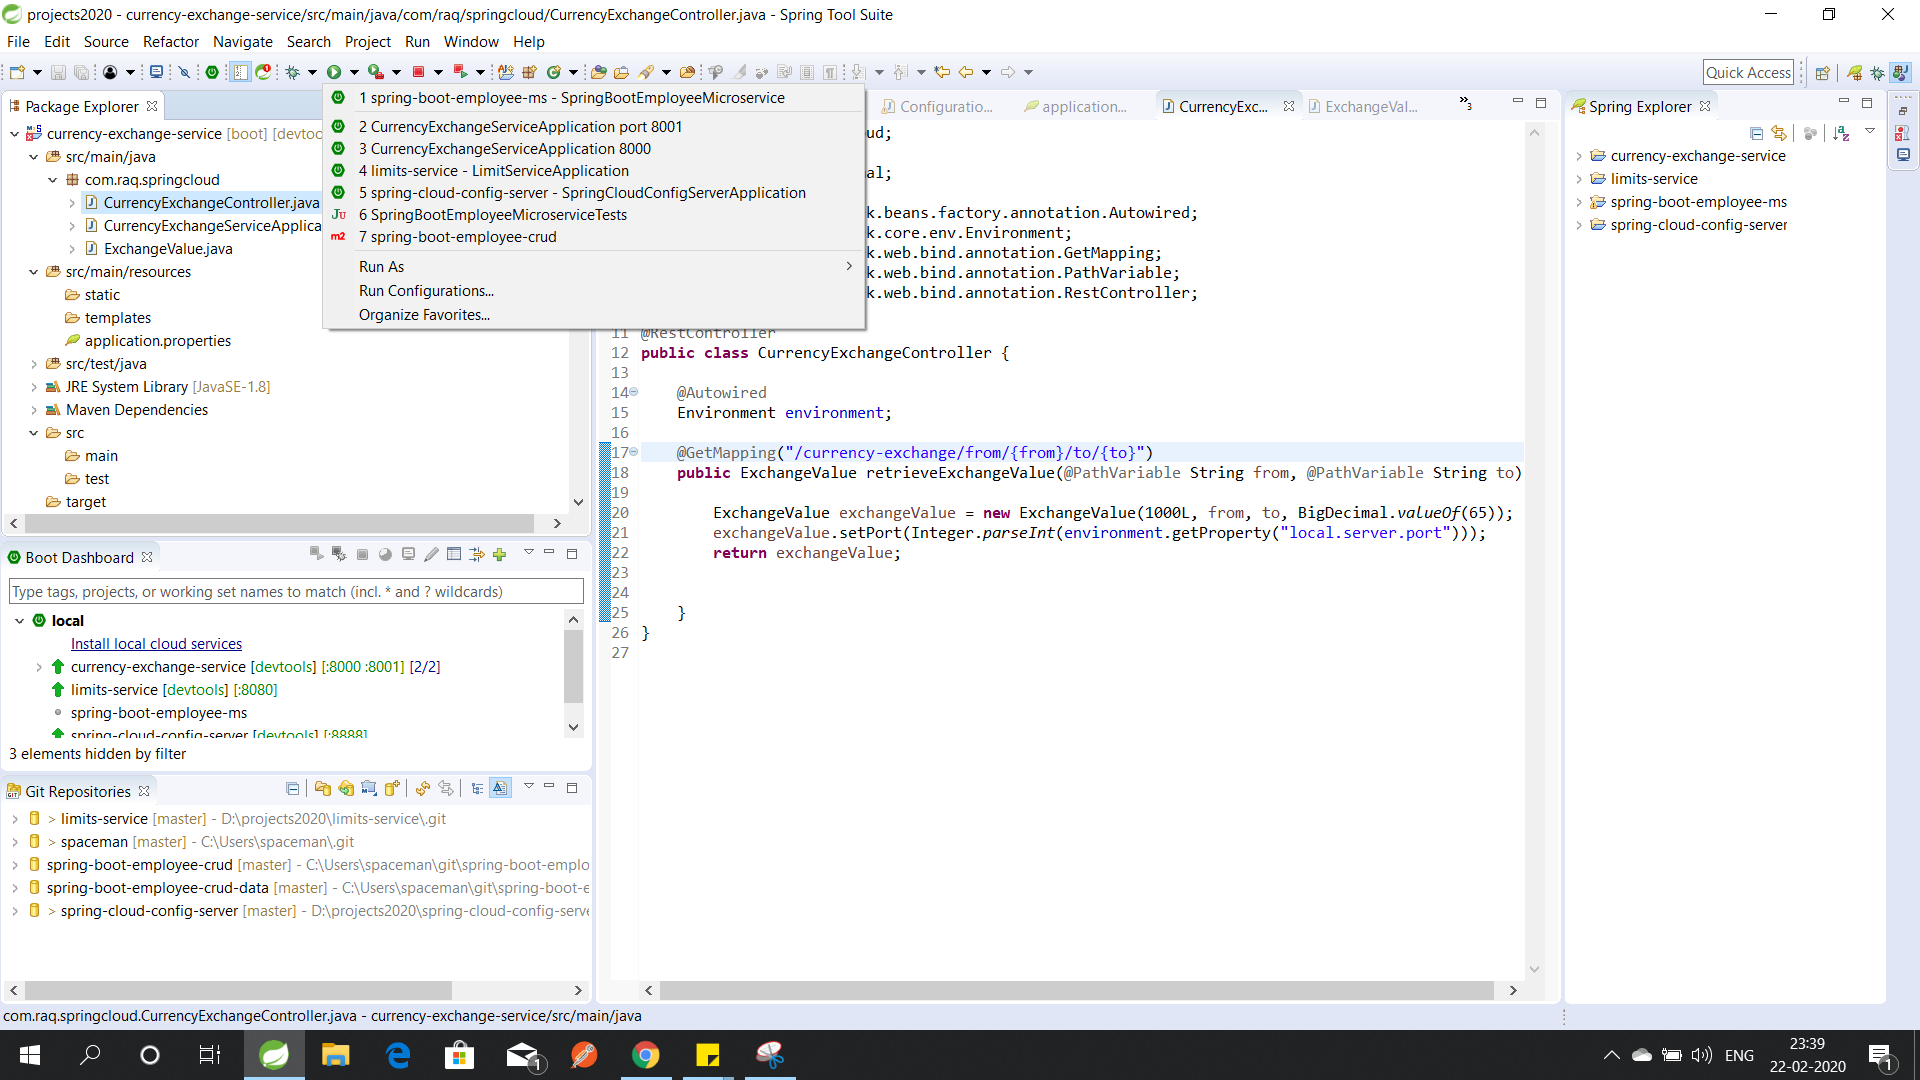 projects2020 - currency-exchange-service/src/main/java/com/raq/springcloud/CurrencyExchangeController.java - Spring Tool Suite
File Edit Source Refactor Navigate Search Project Run Window Help
Quick Access
Package Explorer
currency-exchange-service [boot] [devtoo
src/main/java
com.raq.springcloud
CurrencyExchangeController.java
CurrencyExchangeServiceApplica
ExchangeValue.java
src/main/resources
static
templates
application.properties
src/test/java
JRE System Library [JavaSE-1.8]
Maven Dependencies
src
main
test
target
1 spring-boot-employee-ms - SpringBootEmployeeMicroservice
2 CurrencyExchangeServiceApplication port 8001
3 CurrencyExchangeServiceApplication 8000
4 limits-service - LimitServiceApplication
5 spring-cloud-config-server - SpringCloudConfigServerApplication
6 SpringBootEmployeeMicroserviceTests
7 spring-boot-employee-crud
Run As
Run Configurations...
Organize Favorites...
Configuratio... application... CurrencyExc... ExchangeVal... »3
ud;
al;
k.beans.factory.annotation.Autowired;
k.core.env.Environment;
k.web.bind.annotation.GetMapping;
k.web.bind.annotation.PathVariable;
k.web.bind.annotation.RestController;
11 @RestController
12 public class CurrencyExchangeController {
13
14 @Autowired
15 Environment environment;
16
17 @GetMapping("/currency-exchange/from/{from}/to/{to}")
18 public ExchangeValue retrieveExchangeValue(@PathVariable String from, @PathVariable String to)
19
20 ExchangeValue exchangeValue = new ExchangeValue(1000L, from, to, BigDecimal.valueOf(65));
21 exchangeValue.setPort(Integer.parseInt(environment.getProperty("local.server.port")));
22 return exchangeValue;
23
24
25 }
26 }
27
Spring Explorer
currency-exchange-service
limits-service
spring-boot-employee-ms
spring-cloud-config-server
Boot Dashboard
Type tags, projects, or working set names to match (incl. * and ? wildcards)
local
Install local cloud services
currency-exchange-service [devtools] [:8000 :8001] [2/2]
limits-service [devtools] [:8080]
spring-boot-employee-ms
spring-cloud-config-server [devtools] [:8888]
3 elements hidden by filter
Git Repositories
> limits-service [master] - D:\projects2020\limits-service\.git
> spaceman [master] - C:\Users\spaceman\.git
spring-boot-employee-crud [master] - C:\Users\spaceman\git\spring-boot-emplo
spring-boot-employee-crud-data [master] - C:\Users\spaceman\git\spring-boot-e
> spring-cloud-config-server [master] - D:\projects2020\spring-cloud-config-serve
com.raq.springcloud.CurrencyExchangeController.java - currency-exchange-service/src/main/java
1
ENG
23:39
22-02-2020
1